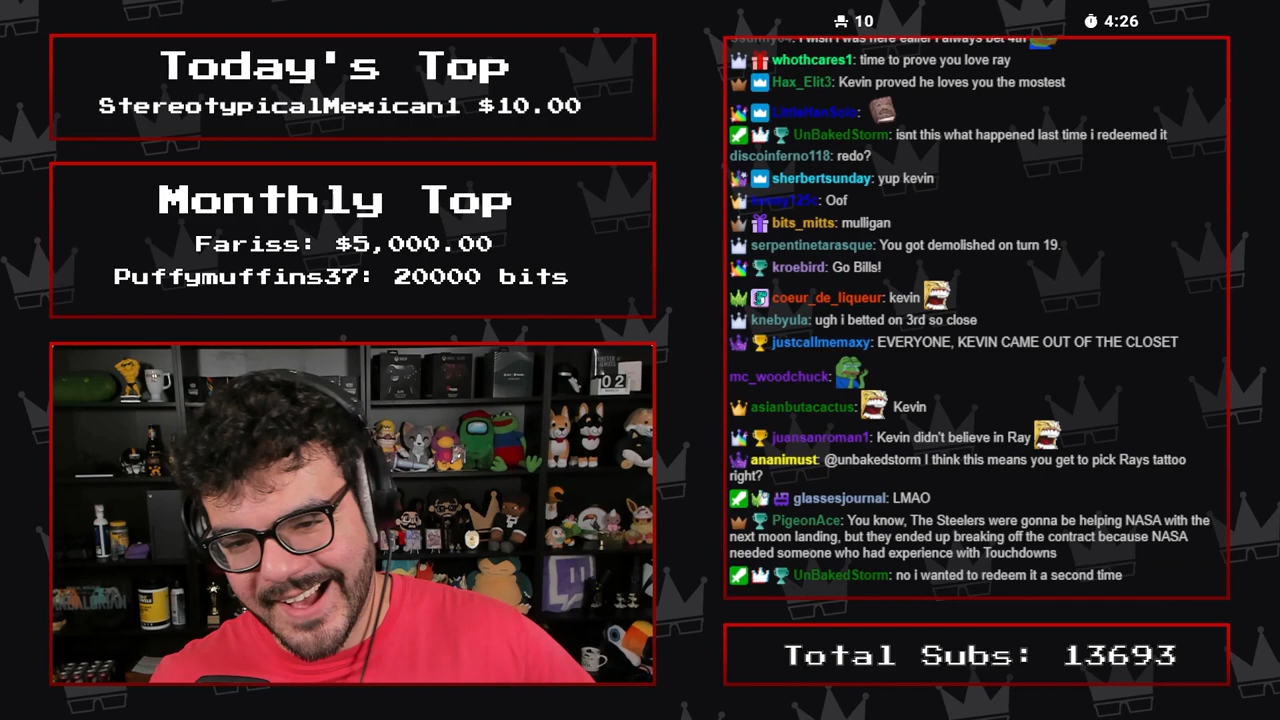 10
4:26
Today's Top
StereotypicalMexican1 $10.00
Monthly Top
Fariss: $5,000.00
Puffymuffins37: 20000 bits
02
whothcares1: time to prove you love ray
Hax_Elit3: Kevin proved he loves you the mostest
LittleHanSolo:
UnBakedStorm: isnt this what happened last time i redeemed it
discoinferno118: redo?
sherbertsunday: yup kevin
: Oof
bits_mitts: mulligan
serpentinetarasque: You got demolished on turn 19.
kroebird: Go Bills!
coeur_de_liqueur: kevin
knebyula: ugh i betted on 3rd so close
justcallmemaxy: EVERYONE, KEVIN CAME OUT OF THE CLOSET
mc_woodchuck:
asianbutacactus: Kevin
juansanroman1: Kevin didn't believe in Ray
ananimust: @unbakedstorm I think this means you get to pick Rays tattoo
right?
glassesjournal: LMAO
PigeonAce: You know, The Steelers were gonna be helping NASA with the
next moon landing, but they ended up breaking off the contract because NASA
needed someone who had experience with Touchdowns
UnBakedStorm: no i wanted to redeem it a second time
Total Subs: 13693